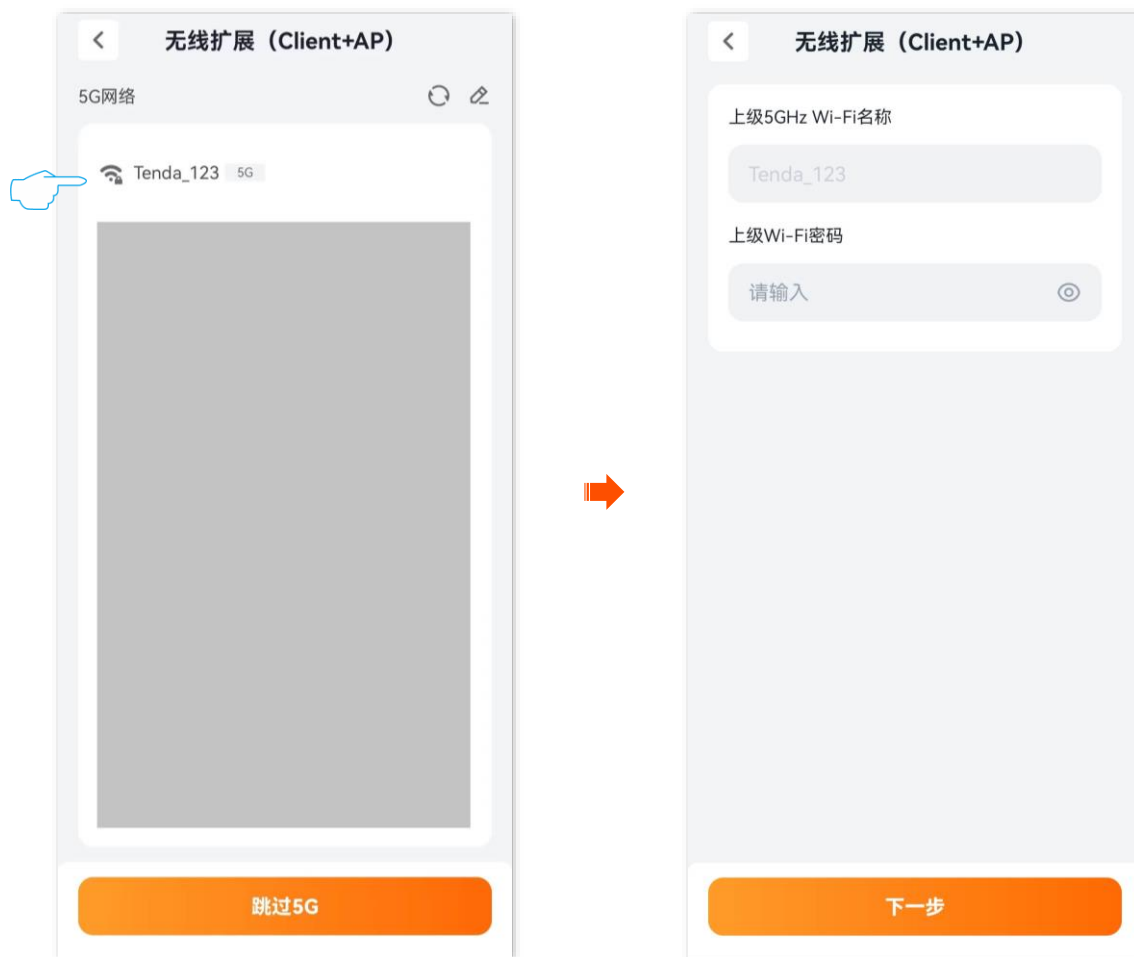 无线扩展（Client+AP）
5G网络
Tenda_123 5G
跳过5G
无线扩展（Client+AP）
上级5GHz Wi-Fi名称
Tenda_123
上级Wi-Fi密码
请输入
下一步